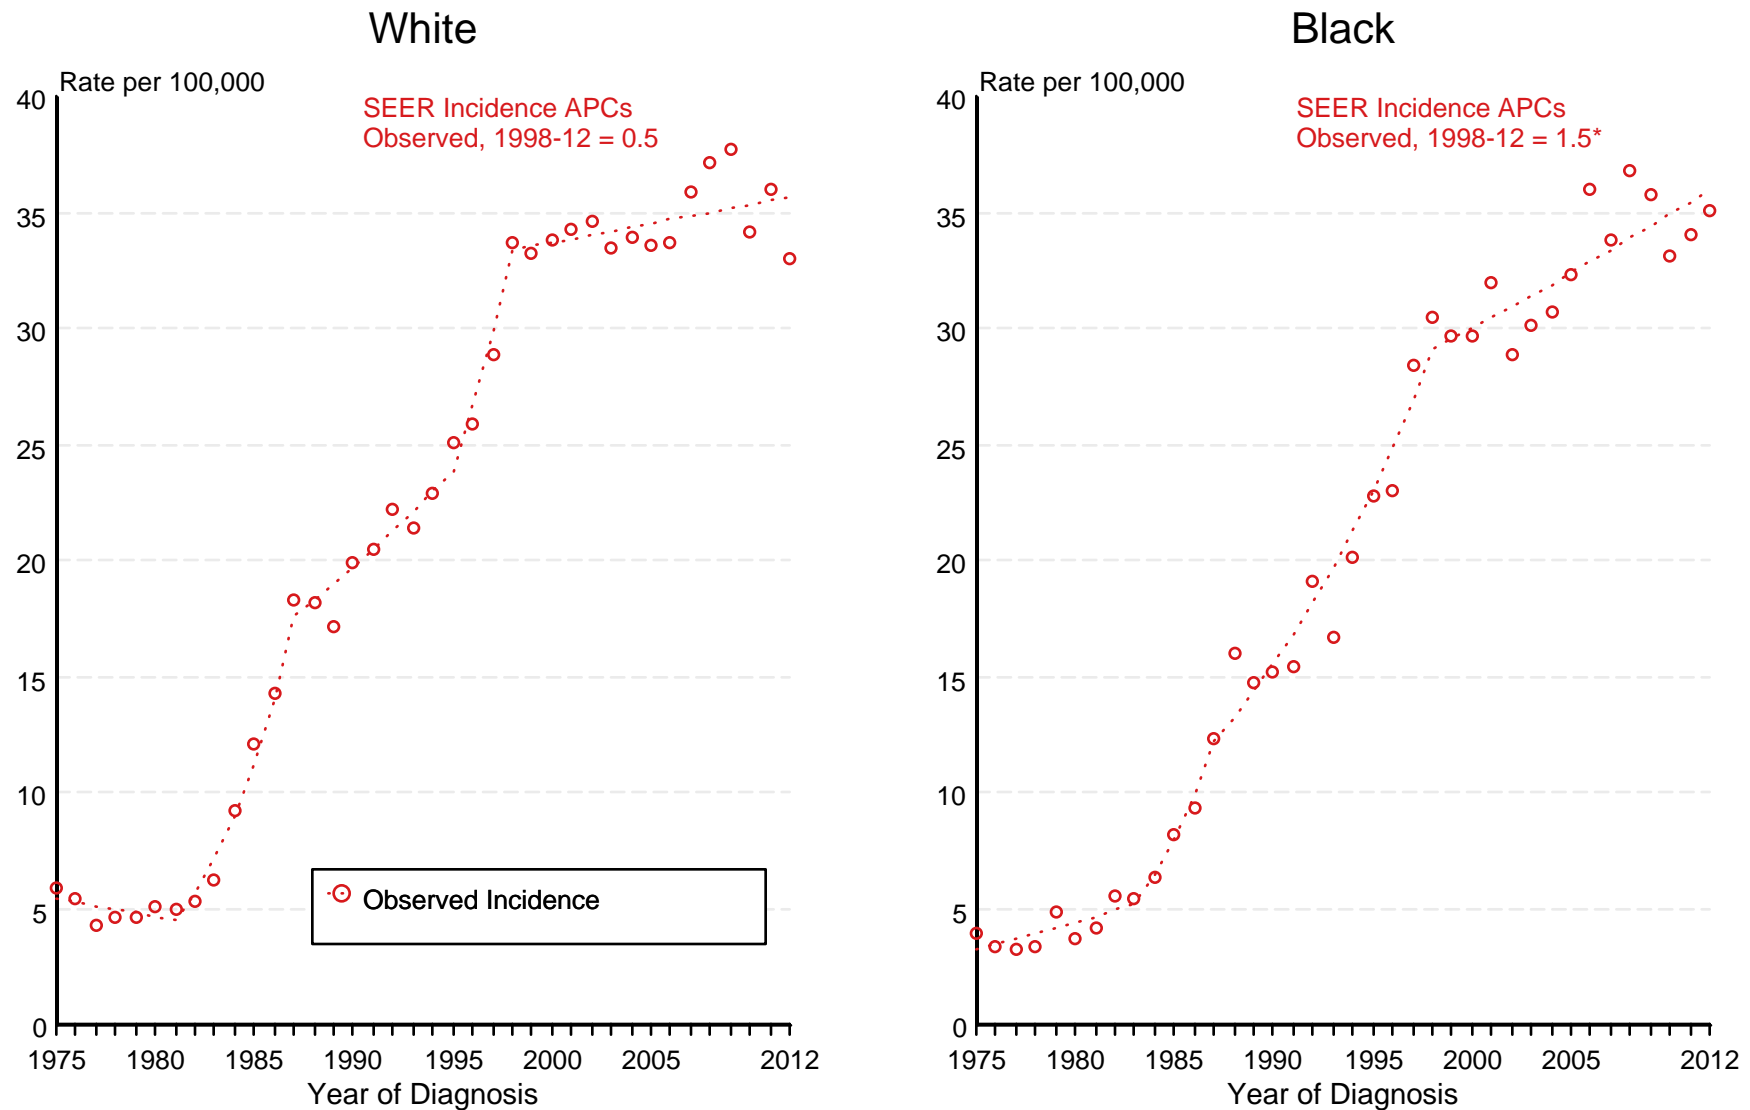 White
Rate per 100,000
SEER Incidence APCs
Observed, 1998-12 = 0.5
40
35
30
25
20
15
10
5
0
Observed Incidence
1975 1980 1985 1990 1995 2000 2005 2012
Year of Diagnosis
Black
Rate per 100,000
SEER Incidence APCs
Observed, 1998-12 = 1.5*
40
35
30
25
20
15
10
5
0
1975 1980 1985 1990 1995 2000 2005 2012
Year of Diagnosis